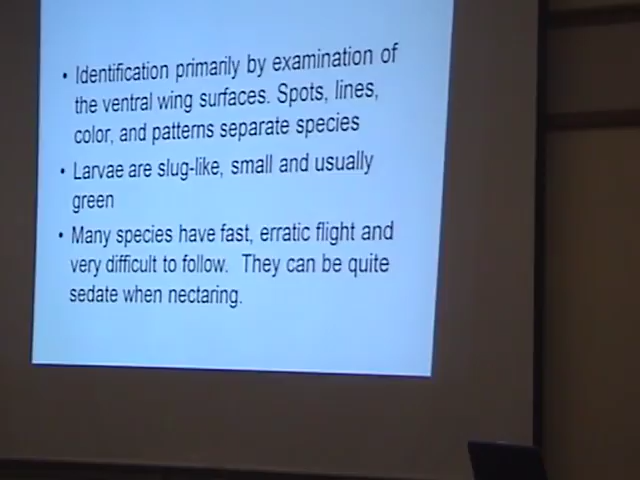 • Identification primarily by examination of
the ventral wing surfaces. Spots, lines,
color, and patterns separate species
• Larvae are slug-like, small and usually
green
• Many species have fast, erratic flight and
very difficult to follow. They can be quite
sedate when nectaring.